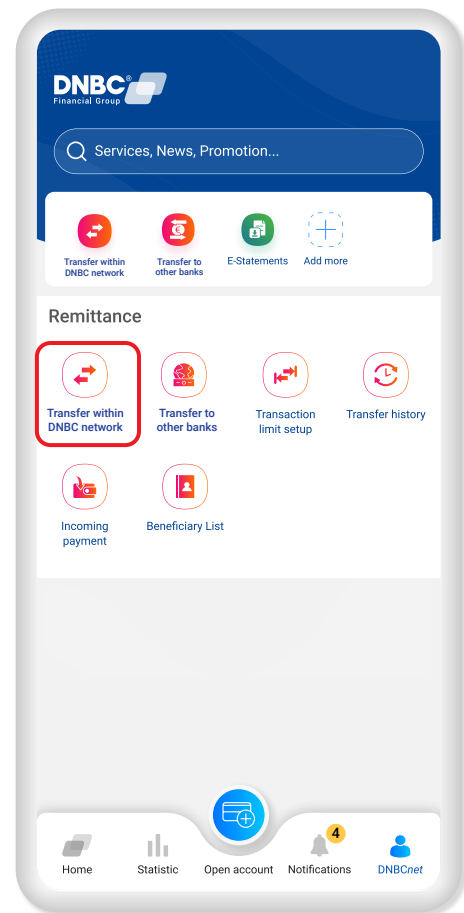 DNBC®
Financial Group
Services, News, Promotion...
Transfer within
DNBC network
Transfer to
other banks
E-Statements
Add more
Remittance
Transfer within
DNBC network
Transfer to
other banks
Transaction
limit setup
Transfer history
Incoming
payment
Beneficiary List
4
Home
Statistic
Open account
Notifications
DNBCnet